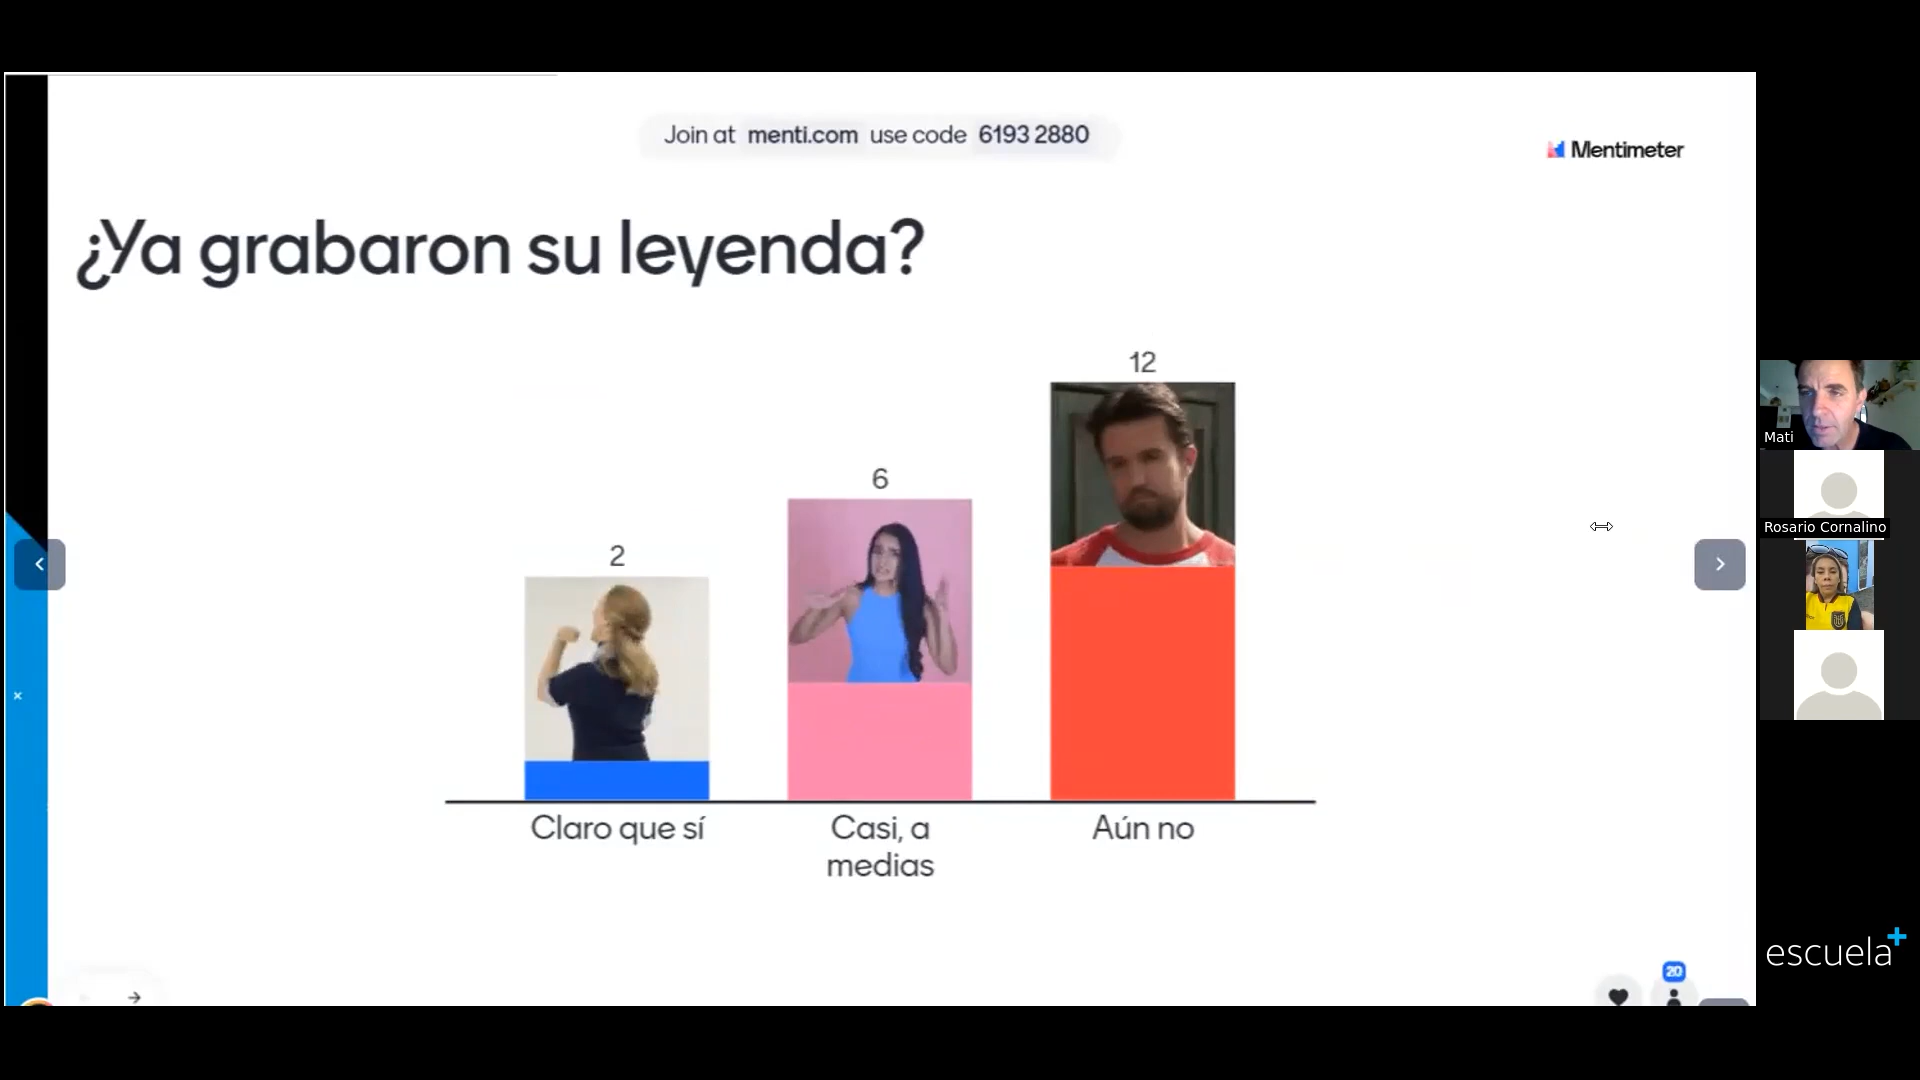 Join at menti.com use code 6193 2880
Mentimeter
¿Ya grabaron su leyenda?
2
6
12
Claro que sí
Casi, a
medias
Aún no
20
Mati
Rosario Cornalino
escuela+